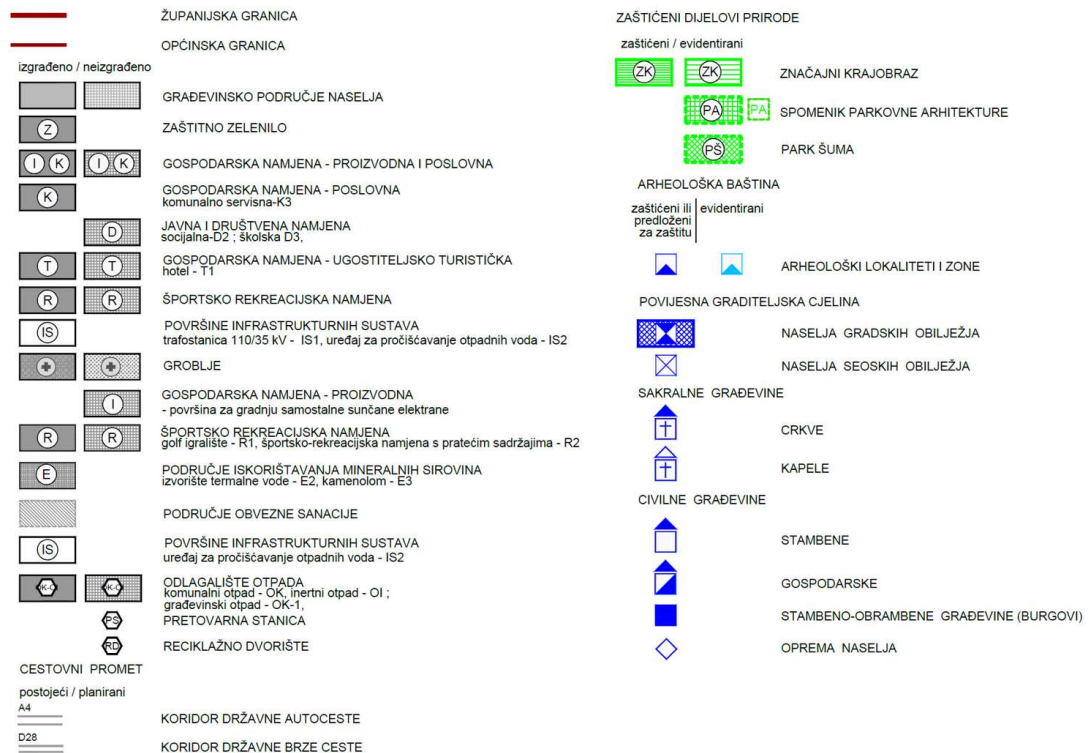 ŽUPANIJSKA GRANICA
OPĆINSKA GRANICA
izgrađeno / neizgrađeno
GRAĐEVINSKO PODRUČJE NASELJA
Z
ZAŠTITNO ZELENILO
I K I K
GOSPODARSKA NAMJENA - PROIZVODNA I POSLOVNA
K
GOSPODARSKA NAMJENA - POSLOVNA
komunalno servisna-K3
D
JAVNA I DRUŠTVENA NAMJENA
socijalna-D2 ; školska D3,
T T
GOSPODARSKA NAMJENA - UGOSTITELJSKO TURISTIČKA
hotel - T1
R R
ŠPORTSKO REKREACIJSKA NAMJENA
IS
POVRŠINE INFRASTRUKTURNIH SUSTAVA
trafostanica 110/35 kV - IS1, uređaj za pročišćavanje otpadnih voda - IS2
GROBLJE
I
GOSPODARSKA NAMJENA - PROIZVODNA
- površina za gradnju samostalne sunčane elektrane
R R
ŠPORTSKO REKREACIJSKA NAMJENA
golf igralište - R1, športsko-rekreacijska namjena s pratećim sadržajima - R2
E
PODRUČJE ISKORIŠTAVANJA MINERALNIH SIROVINA
izvorište termalne vode - E2, kamenolom - E3
PODRUČJE OBVEZNE SANACIJE
IS
POVRŠINE INFRASTRUKTURNIH SUSTAVA
uređaj za pročišćavanje otpadnih voda - IS2
ODLAGALIŠTE OTPADA
komunalni otpad - OK, inertni otpad - OI ;
građevinski otpad - OK-1,
PS
PRETOVARNA STANICA
RD
RECIKLAŽNO DVORIŠTE
CESTOVNI PROMET
postojeći / planirani
A4
KORIDOR DRŽAVNE AUTOCESTE
D28
KORIDOR DRŽAVNE BRZE CESTE
ZAŠTIĆENI DIJELOVI PRIRODE
zaštićeni / evidentirani
ZK ZK
ZNAČAJNI KRAJOBRAZ
PA PA
SPOMENIK PARKOVNE ARHITEKTURE
PŠ
PARK ŠUMA
ARHEOLOŠKA BAŠTINA
zaštićeni ili evidentirani
predloženi
za zaštitu
ARHEOLOŠKI LOKALITETI I ZONE
POVIJESNA GRADITELJSKA CJELINA
NASELJA GRADSKIH OBILJEŽJA
NASELJA SEOSKIH OBILJEŽJA
SAKRALNE GRAĐEVINE
CRKVE
KAPELE
CIVILNE GRAĐEVINE
STAMBENE
GOSPODARSKE
STAMBENO-OBRAMBENE GRAĐEVINE (BURGOVI)
OPREMA NASELJA